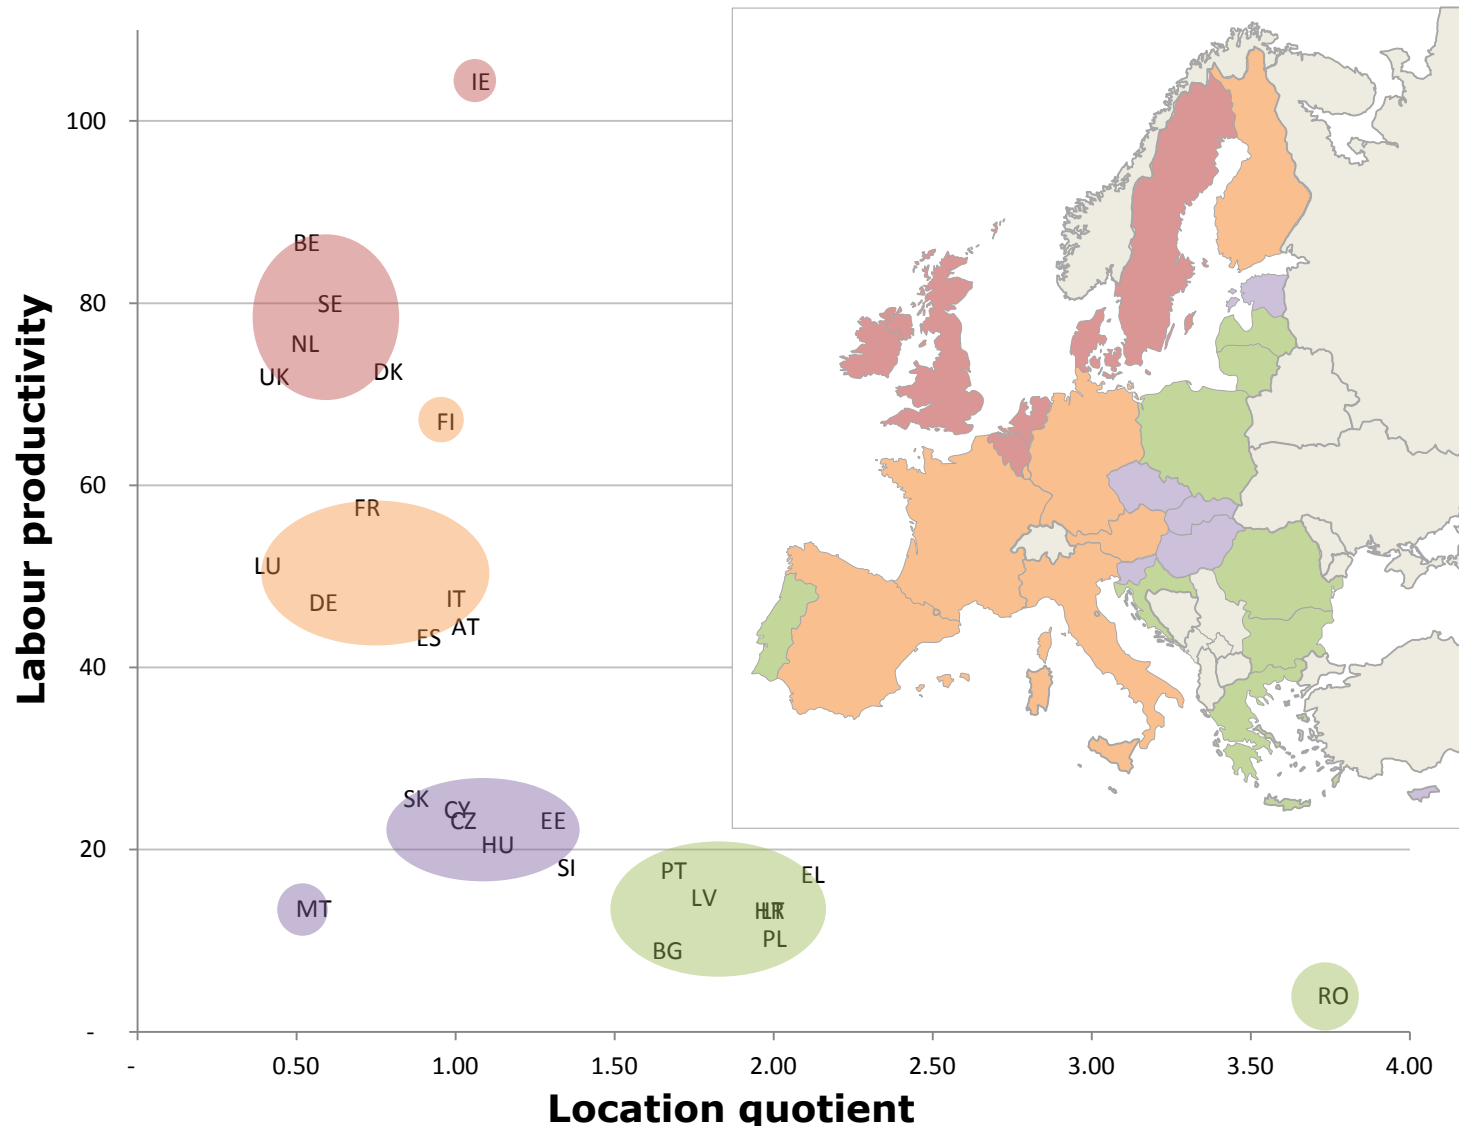 IE
100
BE
80
SE
NL
UK
DK
FI
60
FR
LU
DE
IT
AT
ES
40
SK
CY
CZ
EE
HU
20
SI
PT
EL
LV
HR
LT
PL
BG
MT
RO
-
-
0.50
1.00
1.50
2.00
2.50
3.00
3.50
4.00
Labour productivity
Location quotient